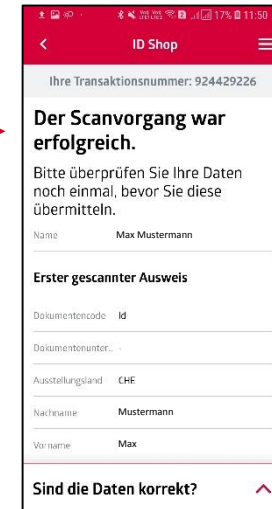 17% 11:50
ID Shop
Ihre Transaktionsnummer: 924429226
Der Scanvorgang war
erfolgreich.
Bitte überprüfen Sie Ihre Daten
noch einmal, bevor Sie diese
übermitteln.
Name Max Mustermann
Erster gescannter Ausweis
Dokumentencode Id
Dokumentenunter... -
Ausstellungsland CHE
Nachname Mustermann
Vorname Max
Sind die Daten korrekt?